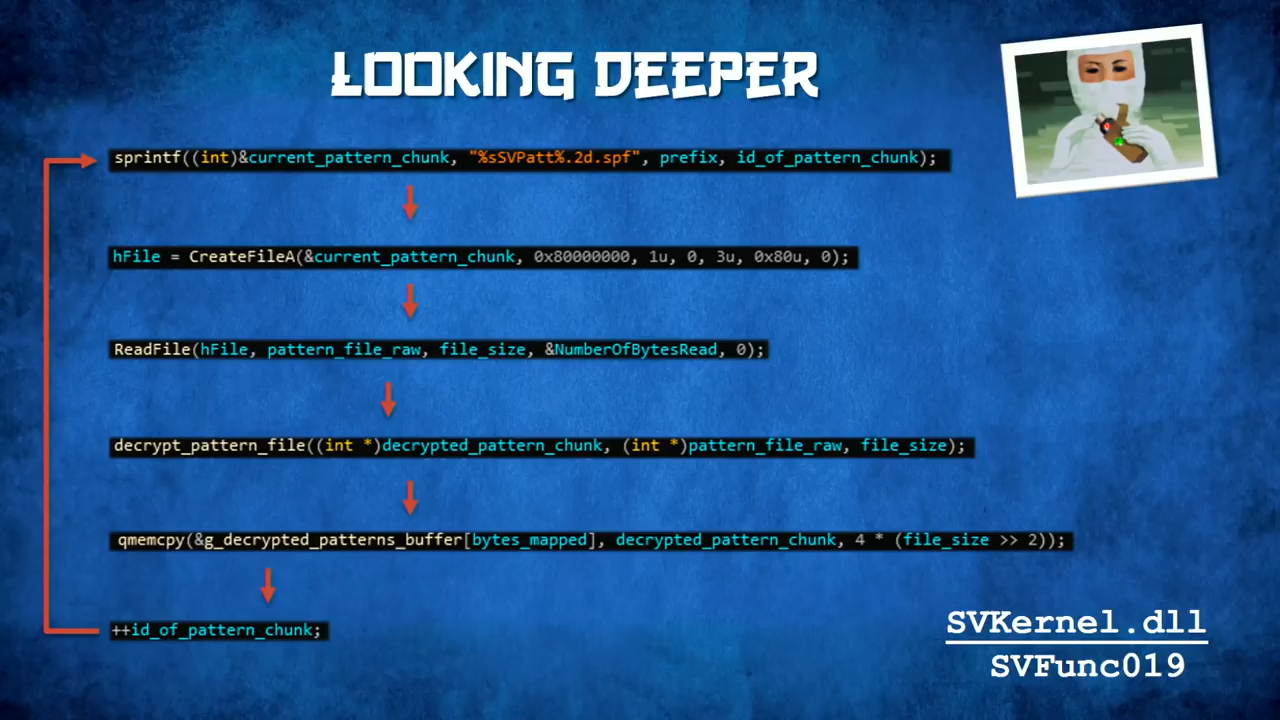 LOOKING DEEPER
sprintf((int)&current_pattern_chunk, "%sSVPatt%.2d.spf", prefix, id_of_pattern_chunk);
hFile = CreateFileA(&current_pattern_chunk, 0x80000000, 1u, 0, 3u, 0x80u, 0);
ReadFile(hFile, pattern_file_raw, file_size, &NumberOfBytesRead, 0);
decrypt_pattern_file((int *)decrypted_pattern_chunk, (int *)pattern_file_raw, file_size);
qmemcpy(&g_decrypted_patterns_buffer[bytes_mapped], decrypted_pattern_chunk, 4 * (file_size >> 2));
++id_of_pattern_chunk;
SVKernel.dll
SVFunc019